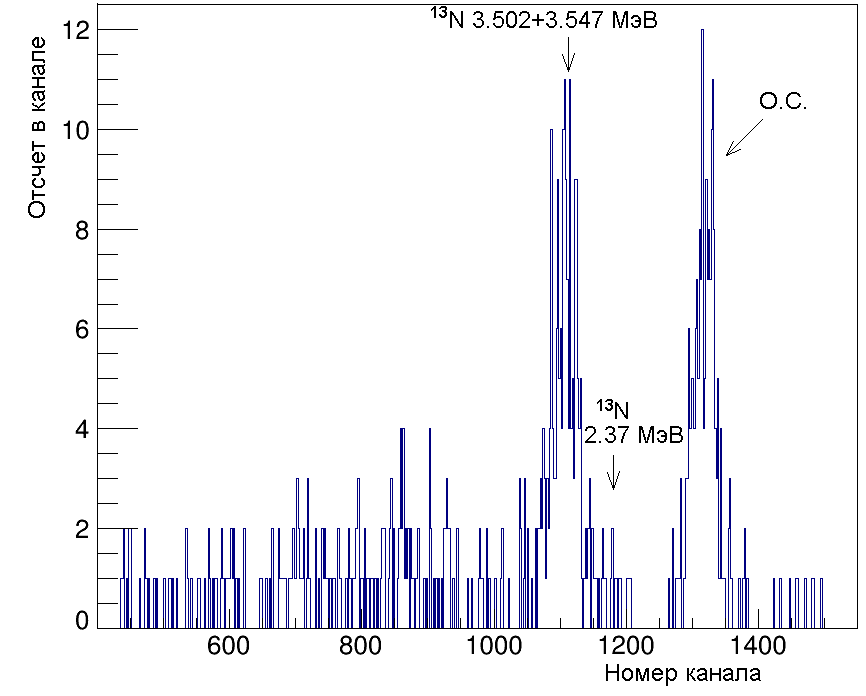 ¹³N 3.502+3.547 МэВ
О.С.
¹³N
2.37 МэВ
Отсчет в канале
12
10
8
6
4
2
0
600 800 1000 1200 1400
Номер канала